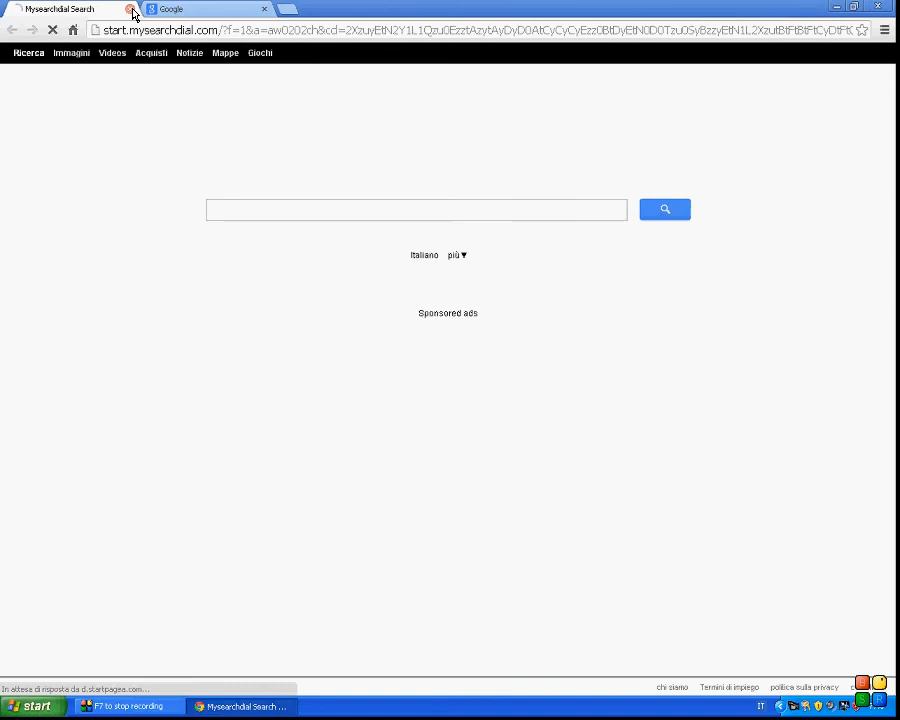 Mysearchdial Search
Google
start.mysearchdial.com/?f=1&a=aw0202ch&cd=2XzuyEtN2Y1L1Qzu0EzztAzytAyDyD0AtCyCyCyEzz0BtDyEtN0D0Tzu0SyBzzyEtN1L2XzutBtFtBtFtCyDtFt
Ricerca Immagini Videos Acquisti Notizie Mappe Giochi
Italiano più▼
Sponsored ads
In attesa di risposta da d.startpagea.com...
chi siamo Termini di impiego politica sulla privacy
start F7 to stop recording Mysearchdial Search ... IT